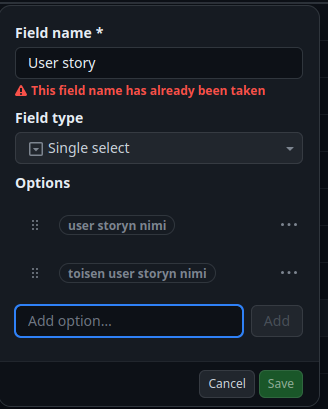 Field name *
User story
This field name has already been taken
Field type
Single select
Options
user storyn nimi
toisen user storyn nimi
Add option...
Add
Cancel
Save